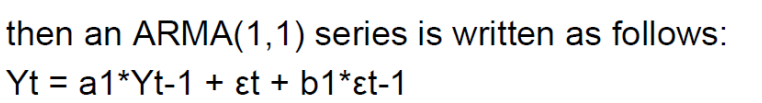 then an ARMA(1,1) series is written as follows:
Yt = a1*Yt-1 + εt + b1*εt-1